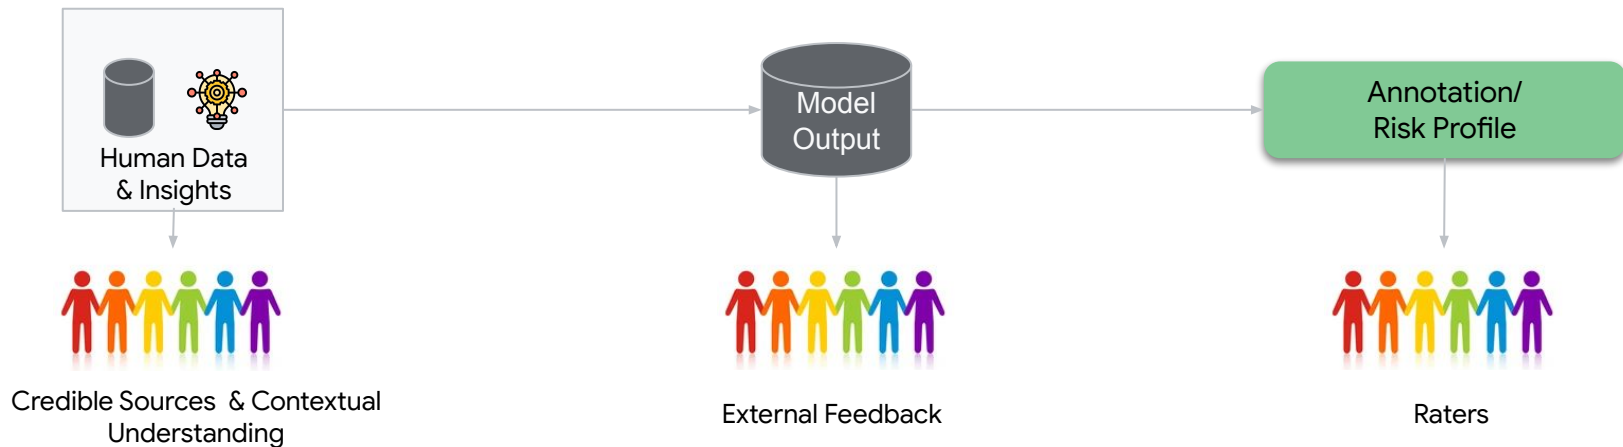 Human Data
& Insights
Model
Output
Annotation/
Risk Profile
Credible Sources & Contextual
Understanding
External Feedback
Raters